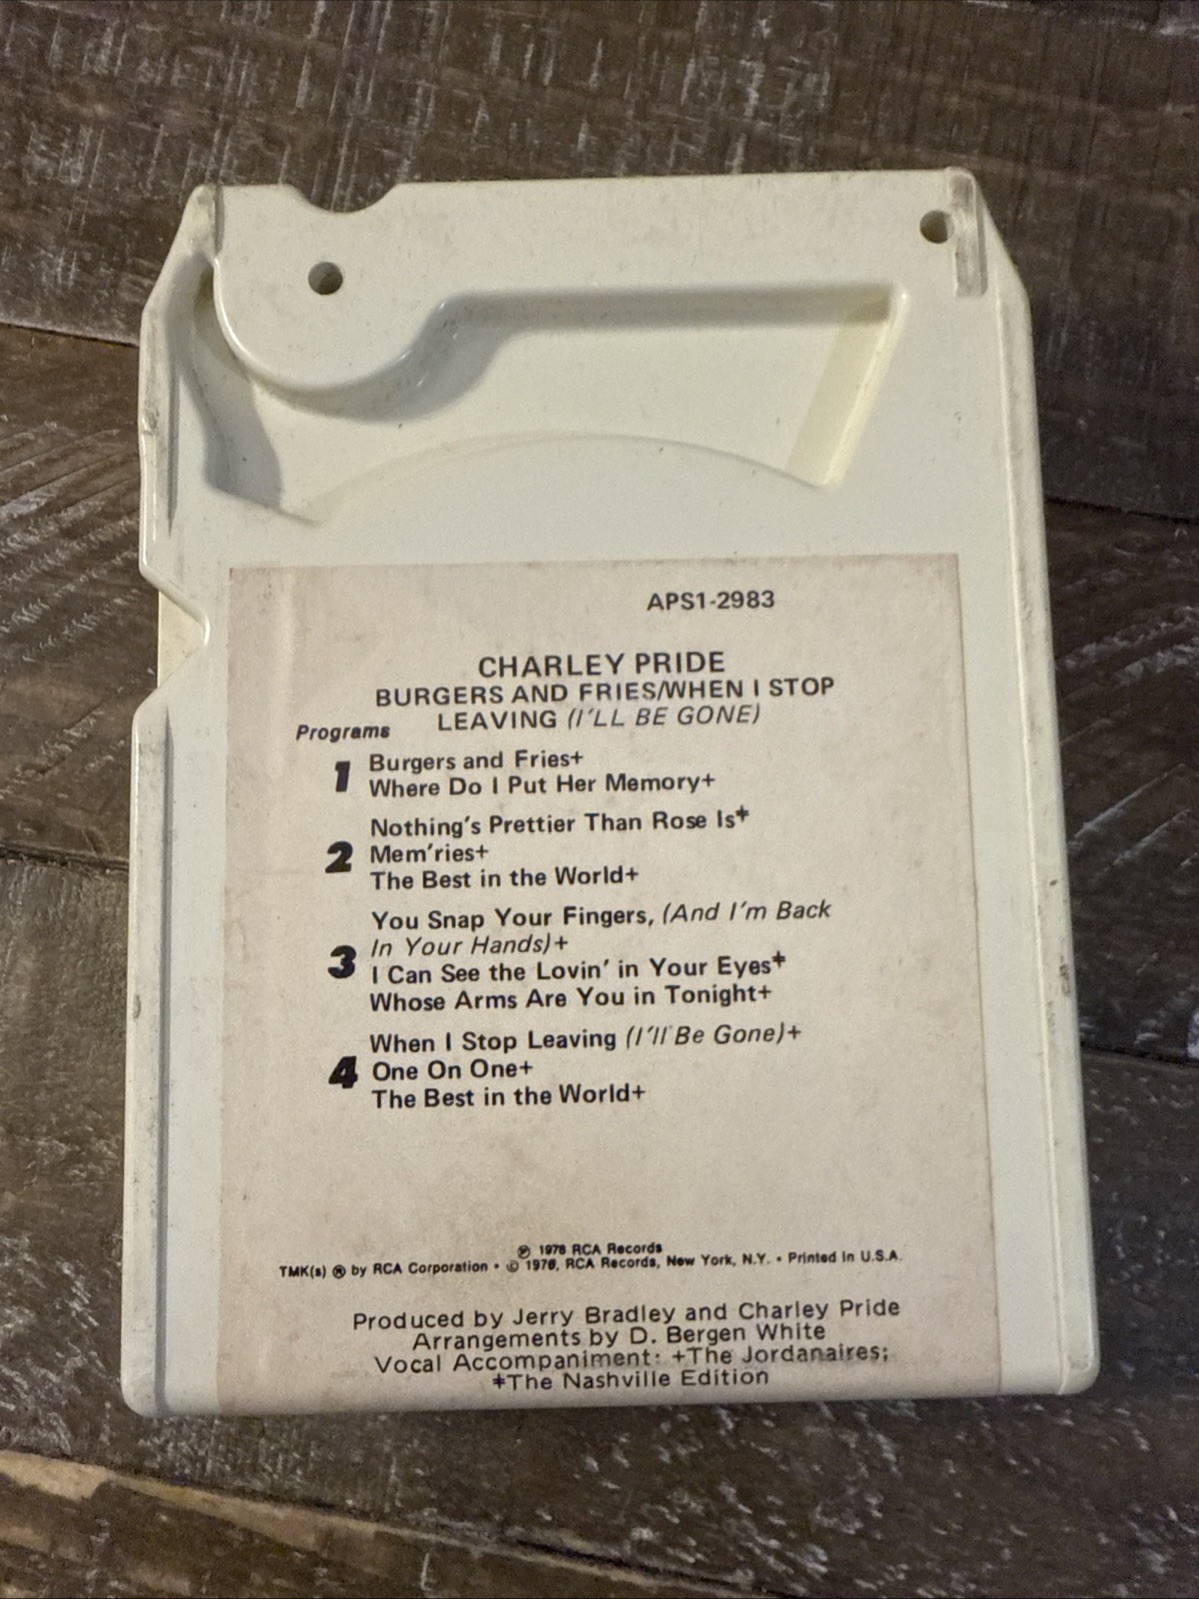 APS1-2983
CHARLEY PRIDE
BURGERS AND FRIES/WHEN I STOP
LEAVING (I'LL BE GONE)
Programs
1 Burgers and Fries+
Where Do I Put Her Memory+
Nothing's Prettier Than Rose Is‡
2 Mem'ries+
The Best in the World+
You Snap Your Fingers, (And I'm Back
In Your Hands)+
3 I Can See the Lovin' in Your Eyes‡
Whose Arms Are You in Tonight+
When I Stop Leaving (I'll Be Gone)+
4 One On One+
The Best in the World+
℗ 1978 RCA Records
TMK(s) ® by RCA Corporation • © 1978, RCA Records, New York, N.Y. • Printed in U.S.A.
Produced by Jerry Bradley and Charley Pride
Arrangements by D. Bergen White
Vocal Accompaniment: +The Jordanaires;
‡The Nashville Edition